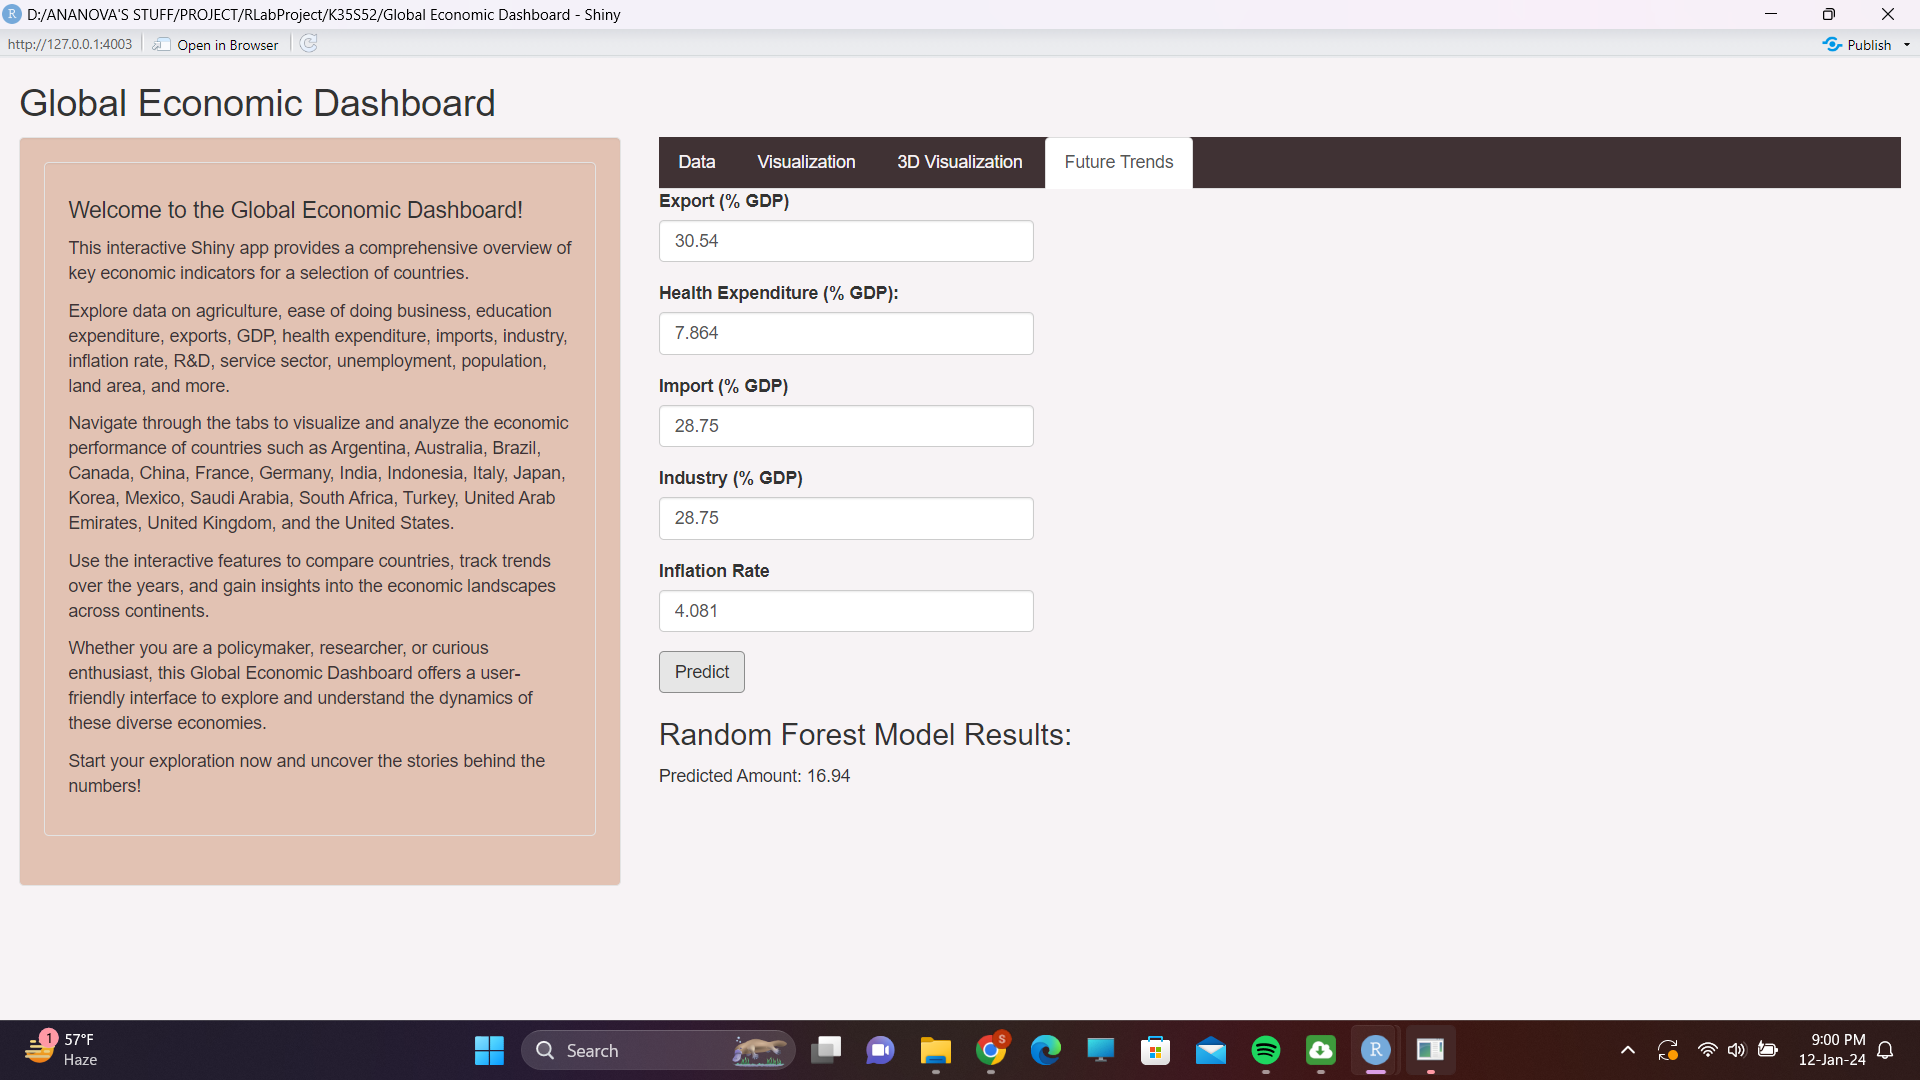 R D:/ANANOVA'S STUFF/PROJECT/RLabProject/K35S52/Global Economic Dashboard - Shiny
http://127.0.0.1:4003 Open in Browser Publish
Global Economic Dashboard
Welcome to the Global Economic Dashboard!
This interactive Shiny app provides a comprehensive overview of
key economic indicators for a selection of countries.
Explore data on agriculture, ease of doing business, education
expenditure, exports, GDP, health expenditure, imports, industry,
inflation rate, R&D, service sector, unemployment, population,
land area, and more.
Navigate through the tabs to visualize and analyze the economic
performance of countries such as Argentina, Australia, Brazil,
Canada, China, France, Germany, India, Indonesia, Italy, Japan,
Korea, Mexico, Saudi Arabia, South Africa, Turkey, United Arab
Emirates, United Kingdom, and the United States.
Use the interactive features to compare countries, track trends
over the years, and gain insights into the economic landscapes
across continents.
Whether you are a policymaker, researcher, or curious
enthusiast, this Global Economic Dashboard offers a user-
friendly interface to explore and understand the dynamics of
these diverse economies.
Start your exploration now and uncover the stories behind the
numbers!
Data Visualization 3D Visualization Future Trends
Export (% GDP)
30.54
Health Expenditure (% GDP):
7.864
Import (% GDP)
28.75
Industry (% GDP)
28.75
Inflation Rate
4.081
Predict
Random Forest Model Results:
Predicted Amount: 16.94
1
57°F
Haze
Search
S
R
9:00 PM
12-Jan-24